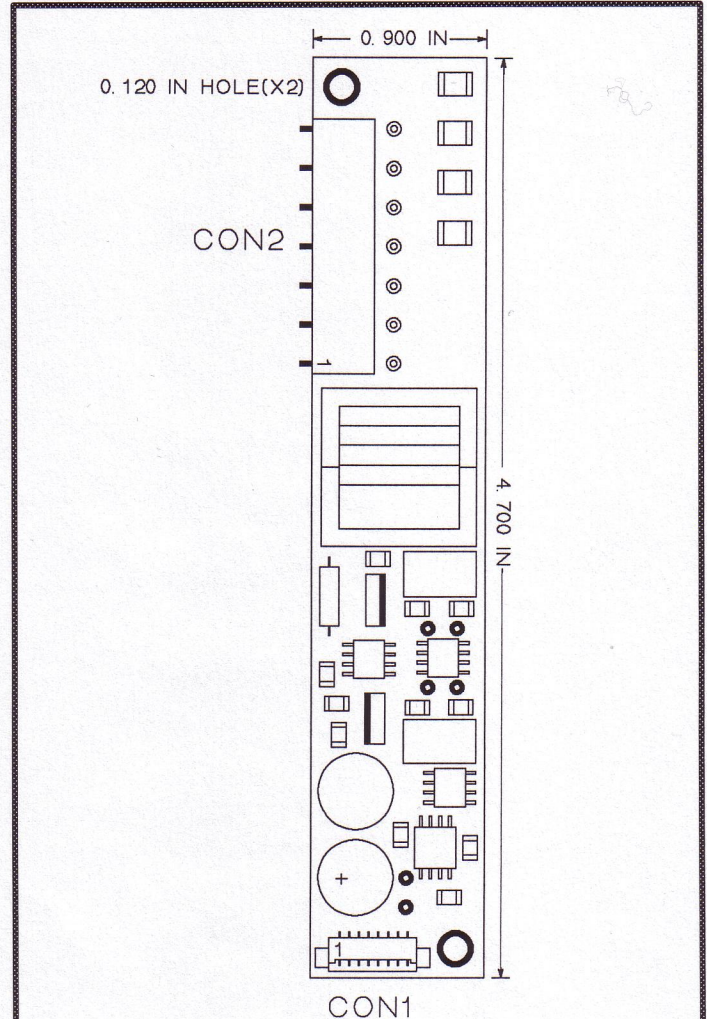 0.900 IN
0.120 IN HOLE(X2)
CON2
1
4.700 IN
+
1
CON1